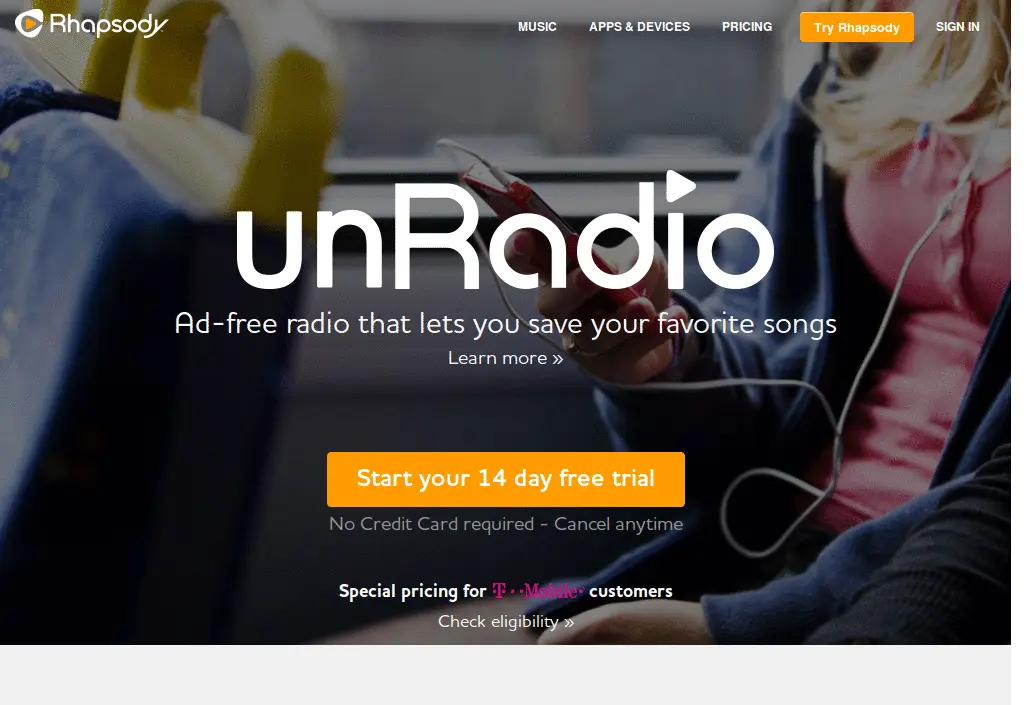 Rhapsody
MUSIC APPS & DEVICES PRICING Try Rhapsody SIGN IN
unRadio
Ad-free radio that lets you save your favorite songs
Learn more »
Start your 14 day free trial
No Credit Card required - Cancel anytime
Special pricing for T··Mobile· customers
Check eligibility »